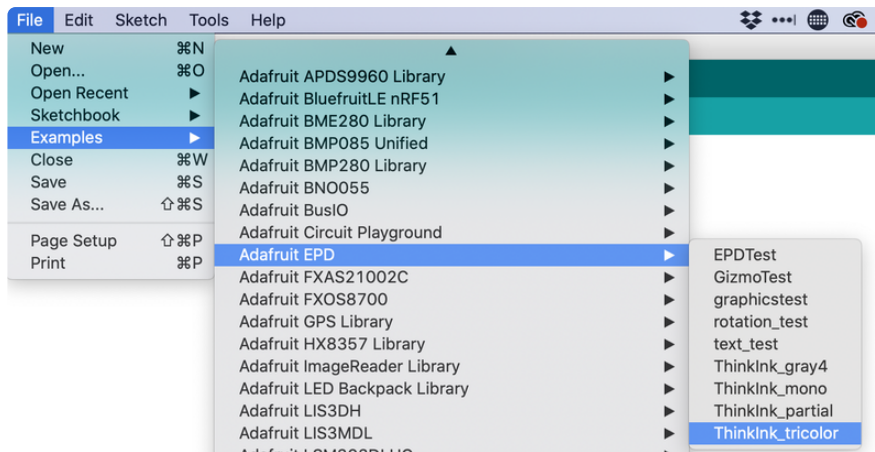 File Edit Sketch Tools Help
New ⌘N
Open... ⌘O
Open Recent
Sketchbook
Examples
Close ⌘W
Save ⌘S
Save As... ⇧⌘S
Page Setup ⇧⌘P
Print ⌘P
Adafruit APDS9960 Library
Adafruit BluefruitLE nRF51
Adafruit BME280 Library
Adafruit BMP085 Unified
Adafruit BMP280 Library
Adafruit BNO055
Adafruit BusIO
Adafruit Circuit Playground
Adafruit EPD
Adafruit FXAS21002C
Adafruit FXOS8700
Adafruit GPS Library
Adafruit HX8357 Library
Adafruit ImageReader Library
Adafruit LED Backpack Library
Adafruit LIS3DH
Adafruit LIS3MDL
EPDTest
GizmoTest
graphicstest
rotation_test
text_test
ThinkInk_gray4
ThinkInk_mono
ThinkInk_partial
ThinkInk_tricolor